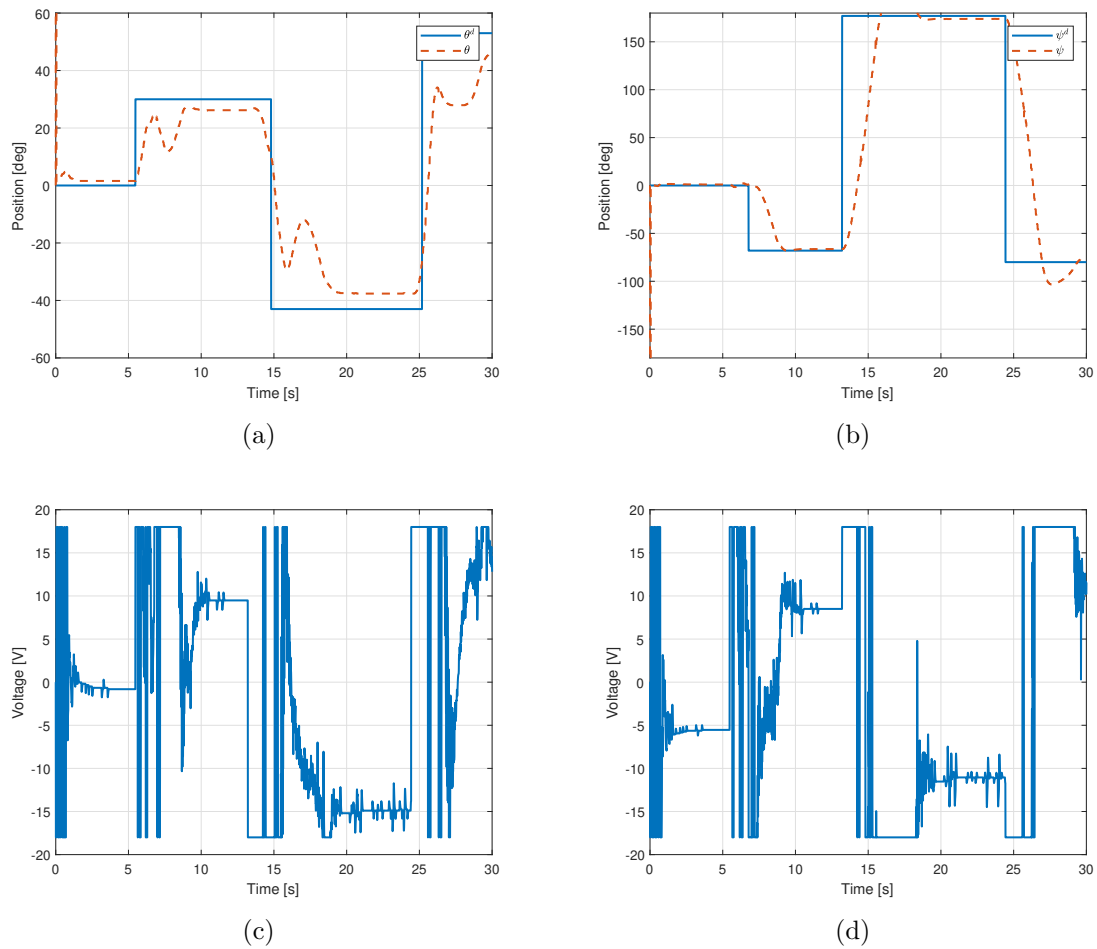 60
40
20
0
-20
-40
-60
Position [deg]
0 5 10 15 20 25 30
Time [s]
θᵈ
θ
(a)
150
100
50
0
-50
-100
-150
Position [deg]
0 5 10 15 20 25 30
Time [s]
ψᵈ
ψ
(b)
20
15
10
5
0
-5
-10
-15
-20
Voltage [V]
0 5 10 15 20 25 30
Time [s]
(c)
20
15
10
5
0
-5
-10
-15
-20
Voltage [V]
0 5 10 15 20 25 30
Time [s]
(d)